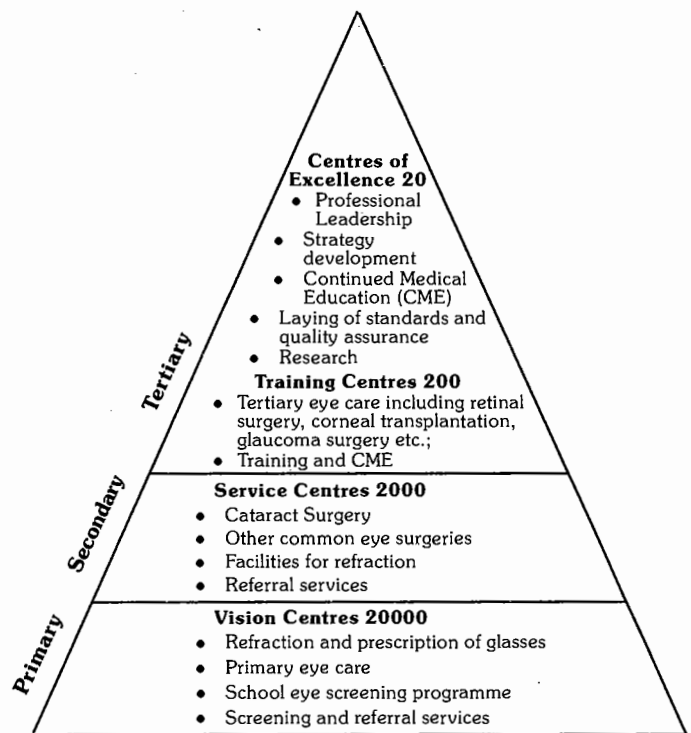 Centres of
Excellence 20
• Professional
Leadership
• Strategy
development
• Continued Medical
Education (CME)
• Laying of standards and
quality assurance
• Research
Training Centres 200
• Tertiary eye care including retinal
surgery, corneal transplantation,
glaucoma surgery etc.;
• Training and CME
Tertiary
Service Centres 2000
• Cataract Surgery
• Other common eye surgeries
• Facilities for refraction
• Referral services
Secondary
Vision Centres 20000
• Refraction and prescription of glasses
• Primary eye care
• School eye screening programme
• Screening and referral services
Primary